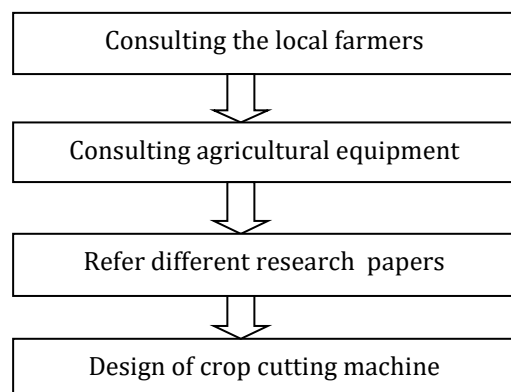 Consulting the local farmers
Consulting agricultural equipment
Refer different research papers
Design of crop cutting machine